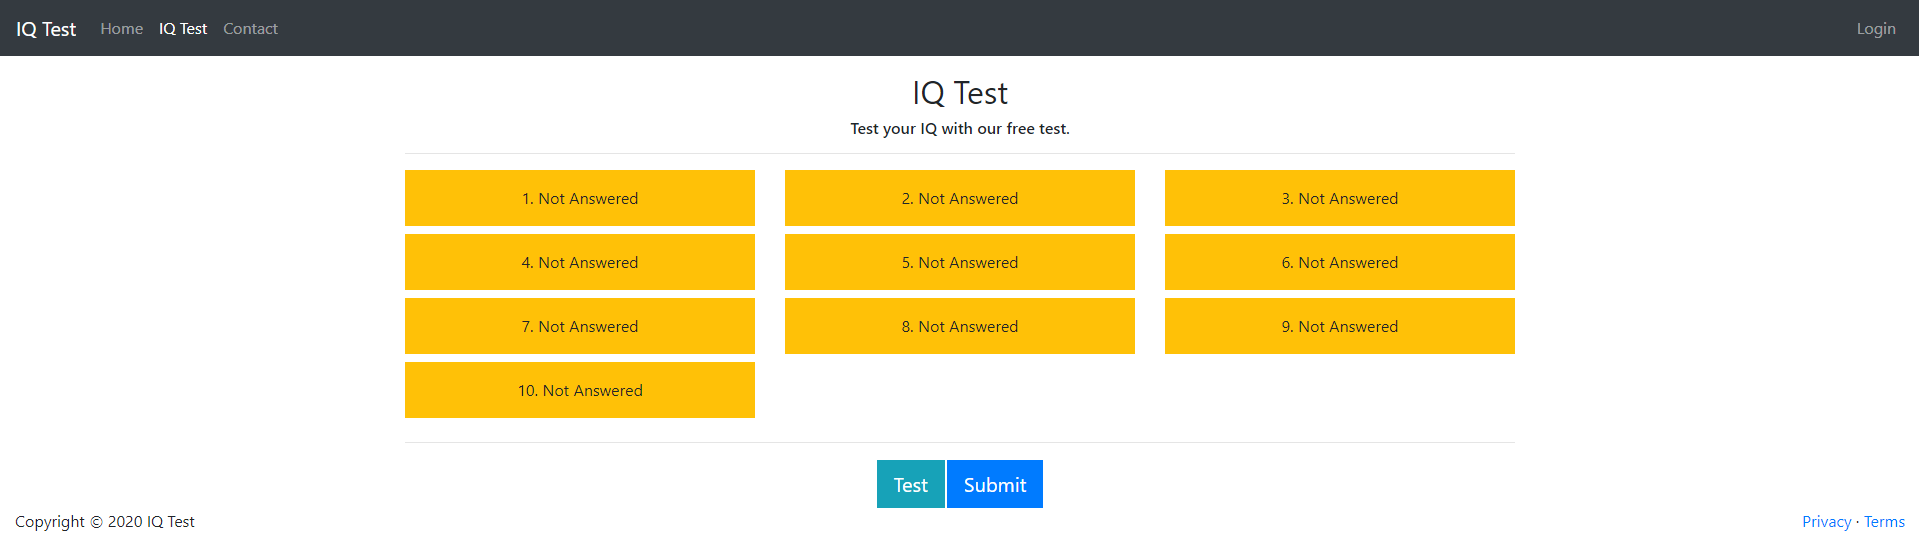 IQ Test Home IQ Test Contact Login
IQ Test
Test your IQ with our free test.
1. Not Answered 2. Not Answered 3. Not Answered
4. Not Answered 5. Not Answered 6. Not Answered
7. Not Answered 8. Not Answered 9. Not Answered
10. Not Answered
Test Submit
Copyright © 2020 IQ Test Privacy · Terms